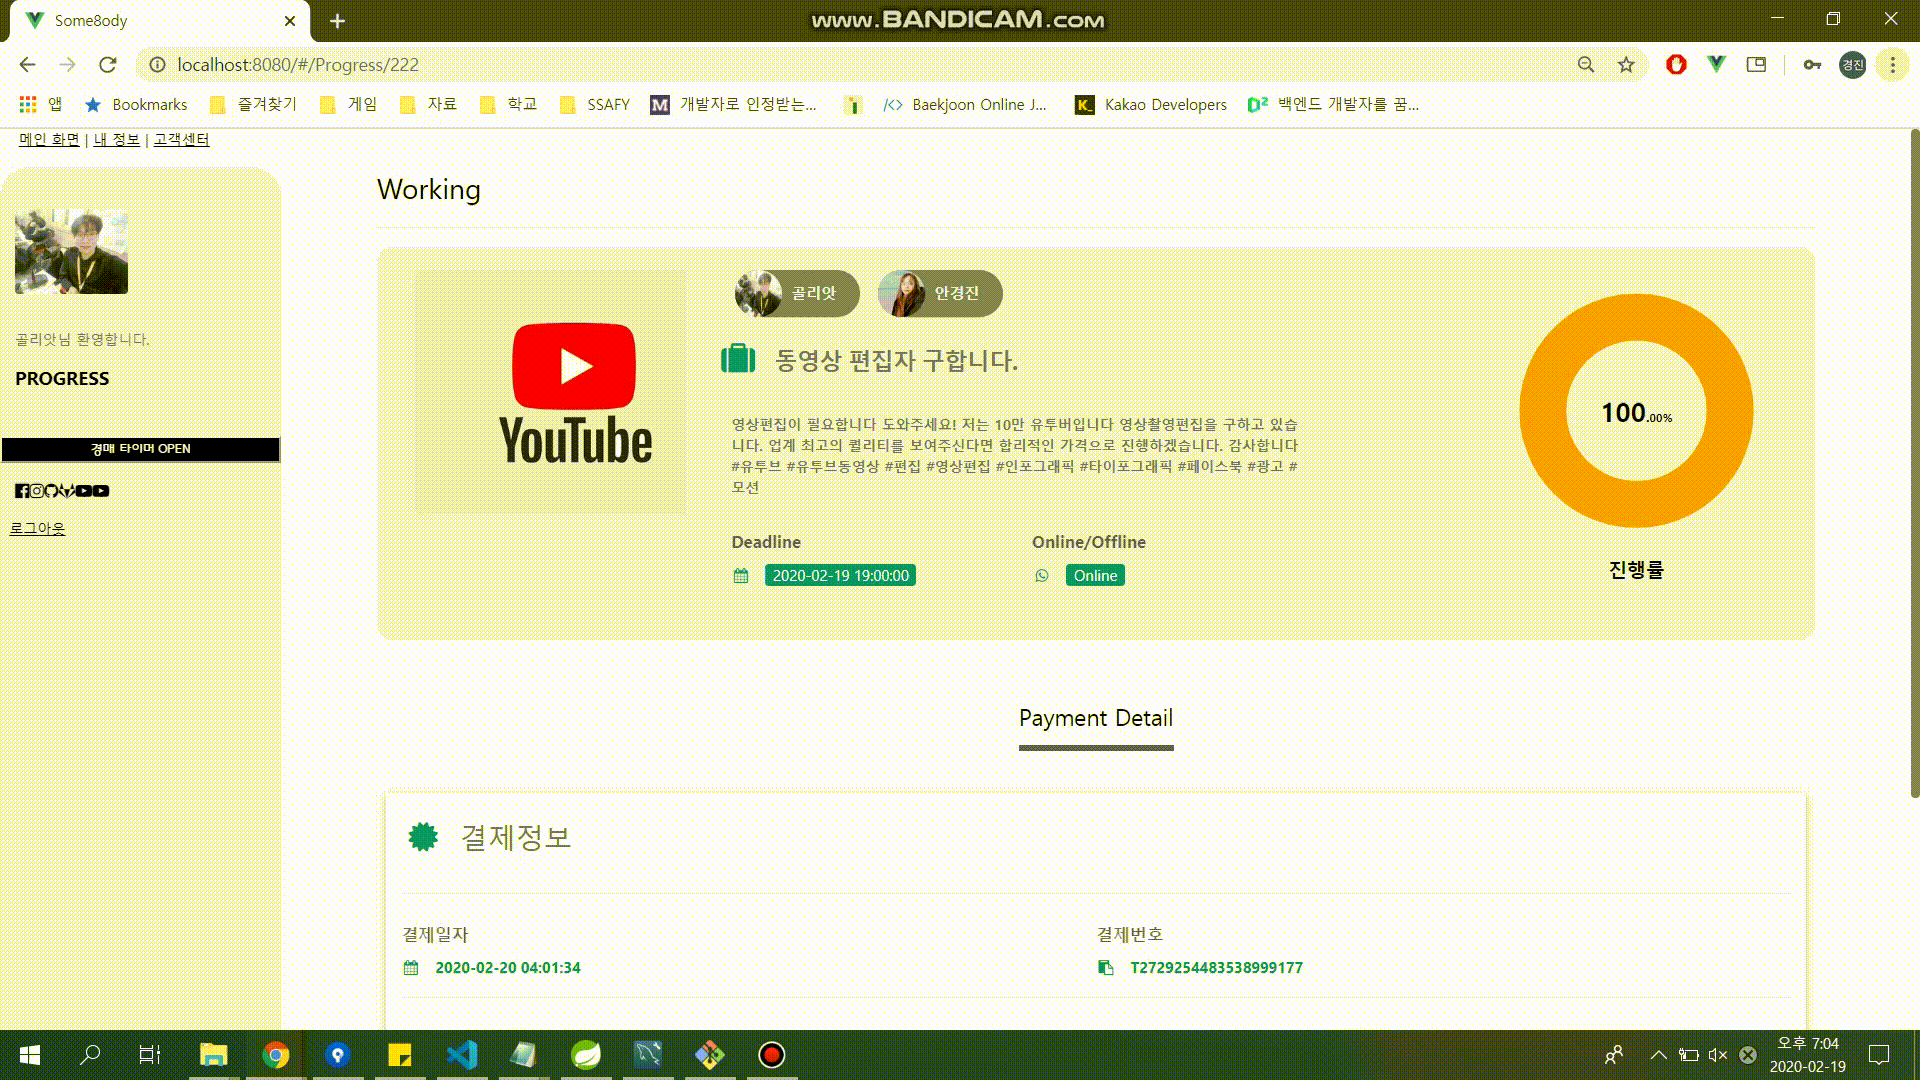 Some8ody
www.BANDICAM.com
localhost:8080/#/Progress/222
경진
앱
Bookmarks
즐겨찾기
게임
자료
학교
SSAFY
M
개발자로 인정받는...
</> Baekjoon Online J...
Kakao Developers
D2
백엔드 개발자를 꿈...
메인 화면 | 내 정보 | 고객센터
골리앗님 환영합니다.
PROGRESS
경매 타이머 OPEN
로그아웃
Working
YouTube
골리앗
안경진
동영상 편집자 구합니다.
영상편집이 필요합니다 도와주세요! 저는 10만 유투버입니다 영상촬영편집을 구하고 있습
니다. 업계 최고의 퀄리티를 보여주신다면 합리적인 가격으로 진행하겠습니다. 감사합니다
#유투브 #유투브동영상 #편집 #영상편집 #인포그래픽 #타이포그래픽 #페이스북 #광고 #
모션
Deadline
2020-02-19 19:00:00
Online/Offline
Online
100.00%
진행률
Payment Detail
결제정보
결제일자
2020-02-20 04:01:34
결제번호
T2729254483538999177
오후 7:04
2020-02-19